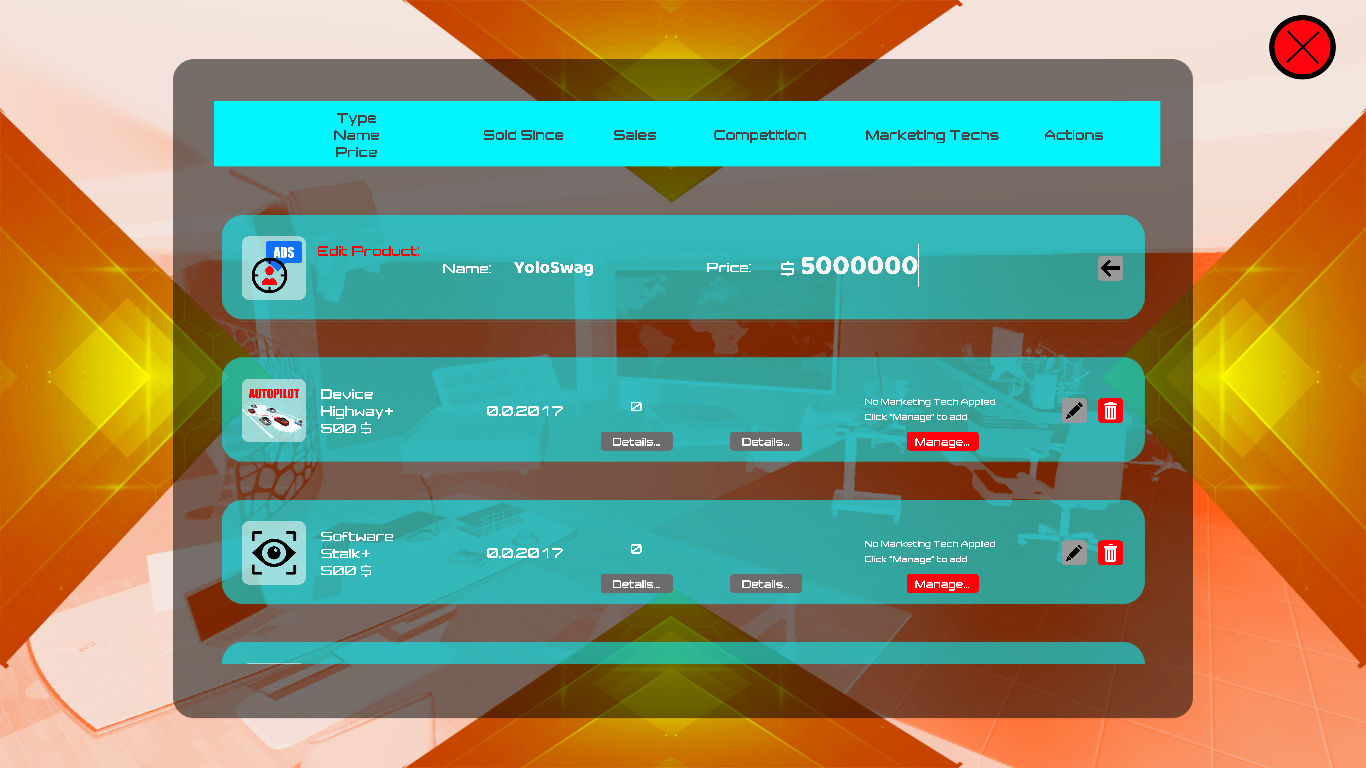 Type
Name
Price
Sold Since
Sales
Competition
Marketing Techs
Actions
ADS
Edit Product:
Name:
YoloSwag
Price:
$ 5000000
AUTOPILOT
Device
Highway+
500 $
0.0.2017
0
Details...
Details...
No Marketing Tech Applied
Click "Manage" to add
Manage...
Software
Stalk+
500 $
0.0.2017
0
Details...
Details...
No Marketing Tech Applied
Click "Manage" to add
Manage...